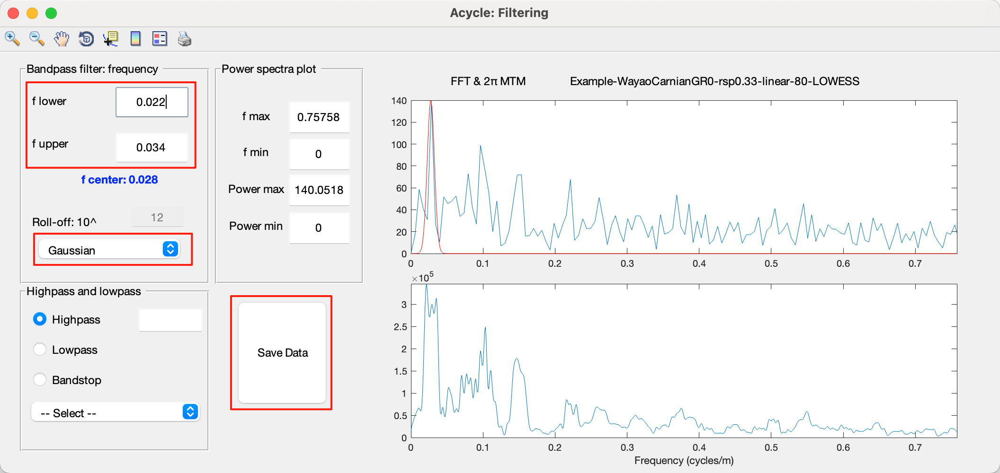 Acycle: Filtering
Bandpass filter: frequency
f lower
0.022
f upper
0.034
f center: 0.028
Roll-off: 10^
12
Gaussian
Power spectra plot
f max
0.75758
f min
0
Power max
140.0518
Power min
0
Highpass and lowpass
Highpass
Lowpass
Bandstop
-- Select --
Save Data
FFT & 2π MTM
Example-WayaoCarnianGR0-rsp0.33-linear-80-LOWESS
140
120
100
80
60
40
20
0
0 0.1 0.2 0.3 0.4 0.5 0.6 0.7
×10^5
3
2.5
2
1.5
1
0.5
0
0 0.1 0.2 0.3 0.4 0.5 0.6 0.7
Frequency (cycles/m)